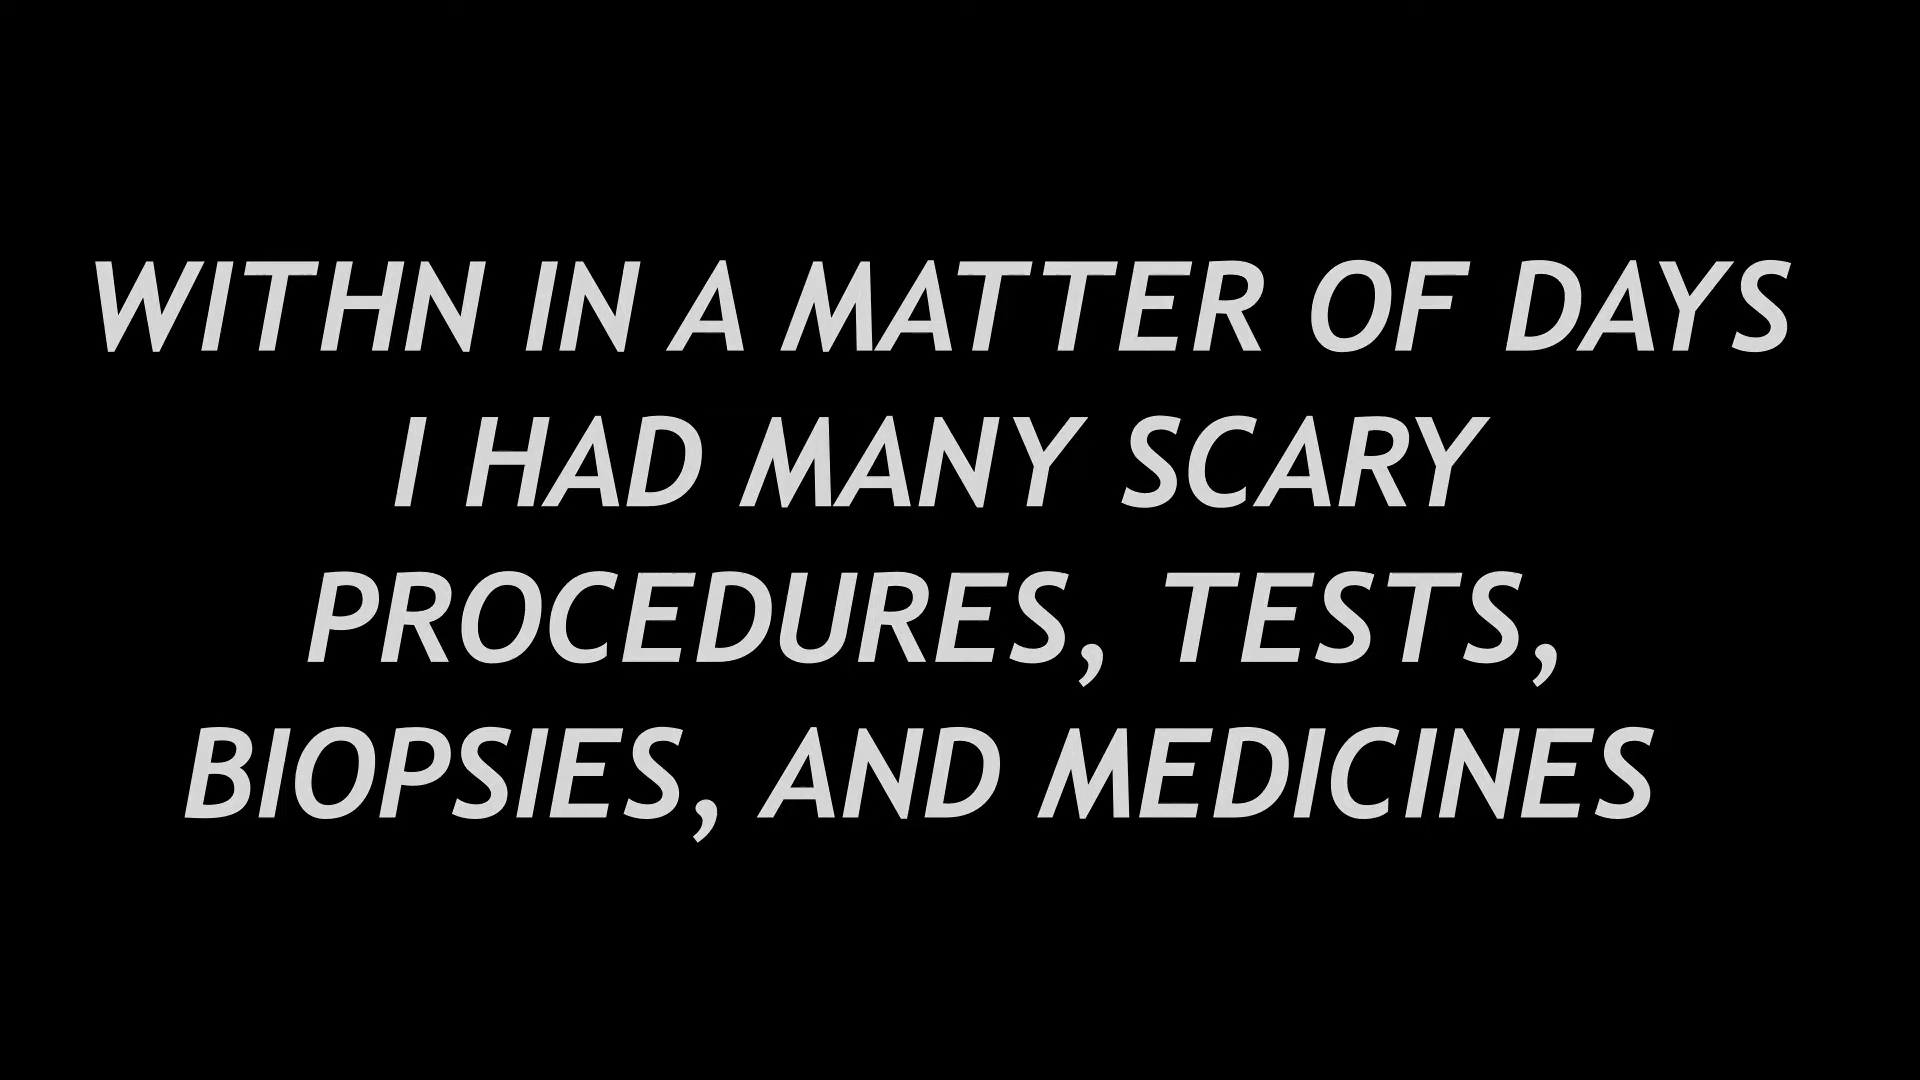 WITHN IN A MATTER OF DAYS
I HAD MANY SCARY
PROCEDURES, TESTS,
BIOPSIES, AND MEDICINES